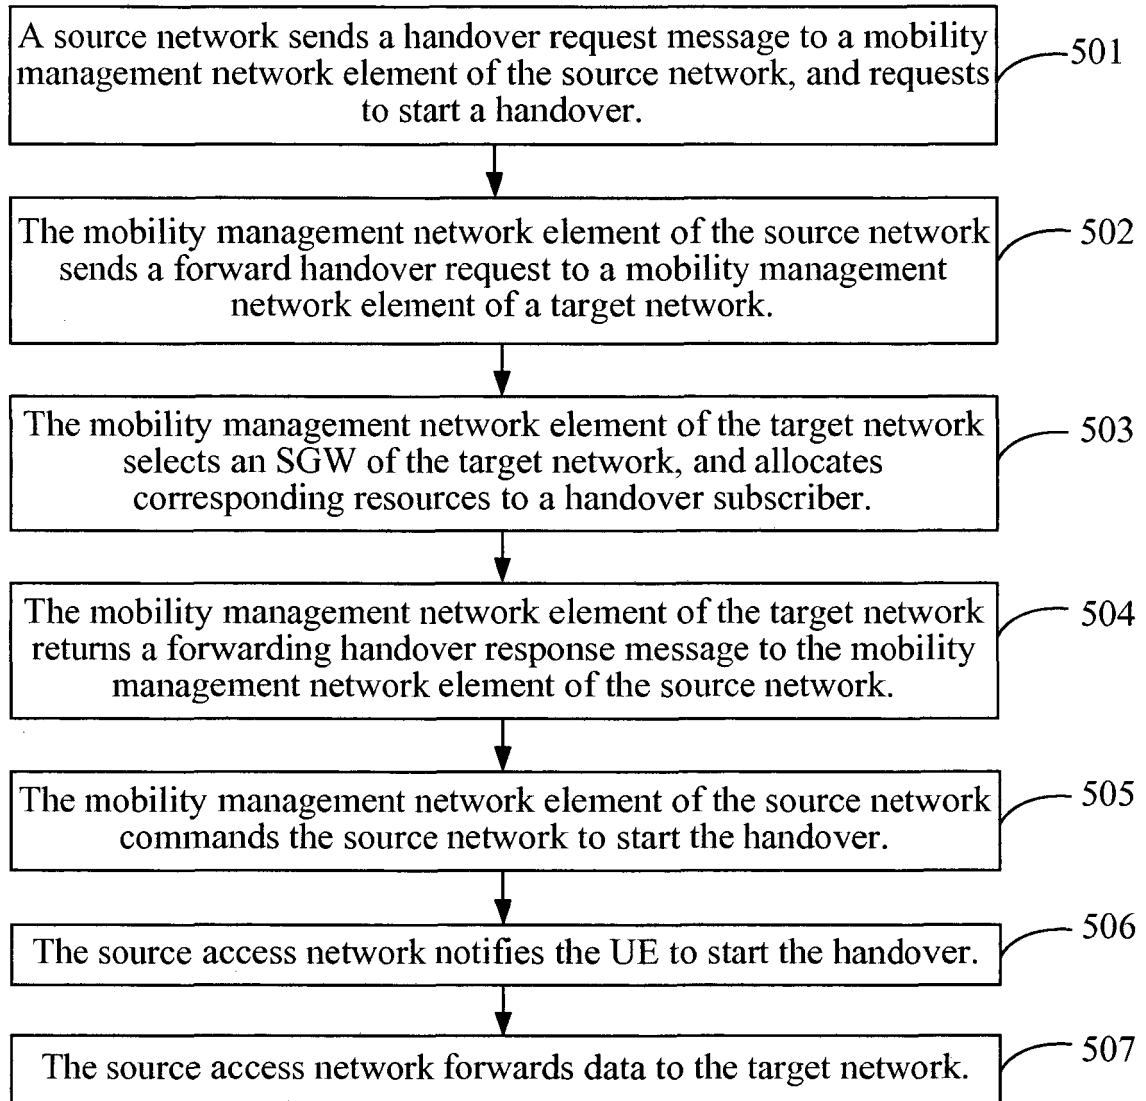 A source network sends a handover request message to a mobility
management network element of the source network, and requests
to start a handover.
501
The mobility management network element of the source network
sends a forward handover request to a mobility management
network element of a target network.
502
The mobility management network element of the target network
selects an SGW of the target network, and allocates
corresponding resources to a handover subscriber.
503
The mobility management network element of the target network
returns a forwarding handover response message to the mobility
management network element of the source network.
504
The mobility management network element of the source network
commands the source network to start the handover.
505
The source access network notifies the UE to start the handover.
506
The source access network forwards data to the target network.
507